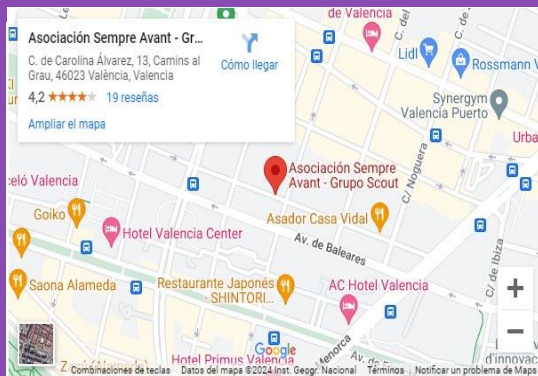 Asociación Sempre Avant - Gr...
C. de Carolina Álvarez, 13, Camins al
Grau, 46023 València, Valencia
4,2 ★★★★★ 19 reseñas
Ampliar el mapa
Cómo llegar
de Valencia
Lidl
Rossmann V
Synergym
Valencia Puerto
Urba
Asociación Sempre
Avant - Grupo Scout
C/ Noguera
celó Valencia
Goiko
Hotel Valencia Center
Asador Casa Vidal
Av. de Baleares
C/ de Ibiza
Saona Alameda
Restaurante Japonés
- SHINTORI...
AC Hotel Valencia
Menorca
Hotel Primus Valencia
Google
d'innovac
+
−
Combinaciones de teclas Datos del mapa ©2024 Inst. Geogr. Nacional Términos Notificar un problema de Maps